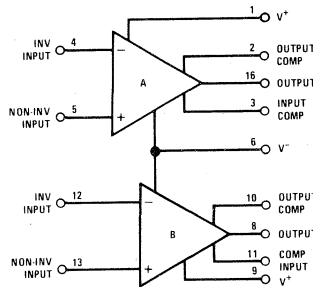 1 V+
INV INPUT 4
2 OUTPUT COMP
A
16 OUTPUT
NON-INV INPUT 5
3 INPUT COMP
6 V−
INV INPUT 12
10 OUTPUT COMP
B
8 OUTPUT
NON-INV INPUT 13
11 COMP INPUT
9 V+